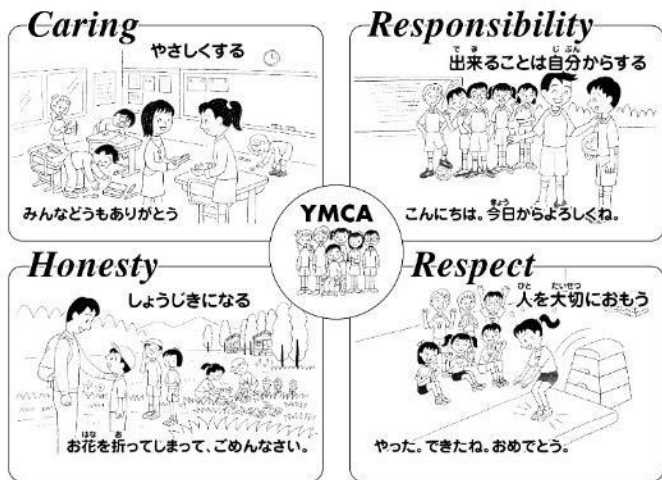 Caring
やさしくする
みんなどうもありがとう
Responsibility
出来ることは自分からする
こんにちは。今日からよろしくね。
YMCA
Honesty
しょうじきになる
お花を折ってしまって、ごめんなさい。
Respect
人を大切におもう
やった。できたね。おめでとう。